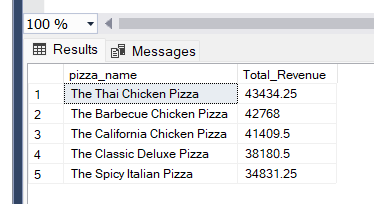 100 %
Results Messages
pizza_name Total_Revenue
1 The Thai Chicken Pizza 43434.25
2 The Barbecue Chicken Pizza 42768
3 The California Chicken Pizza 41409.5
4 The Classic Deluxe Pizza 38180.5
5 The Spicy Italian Pizza 34831.25